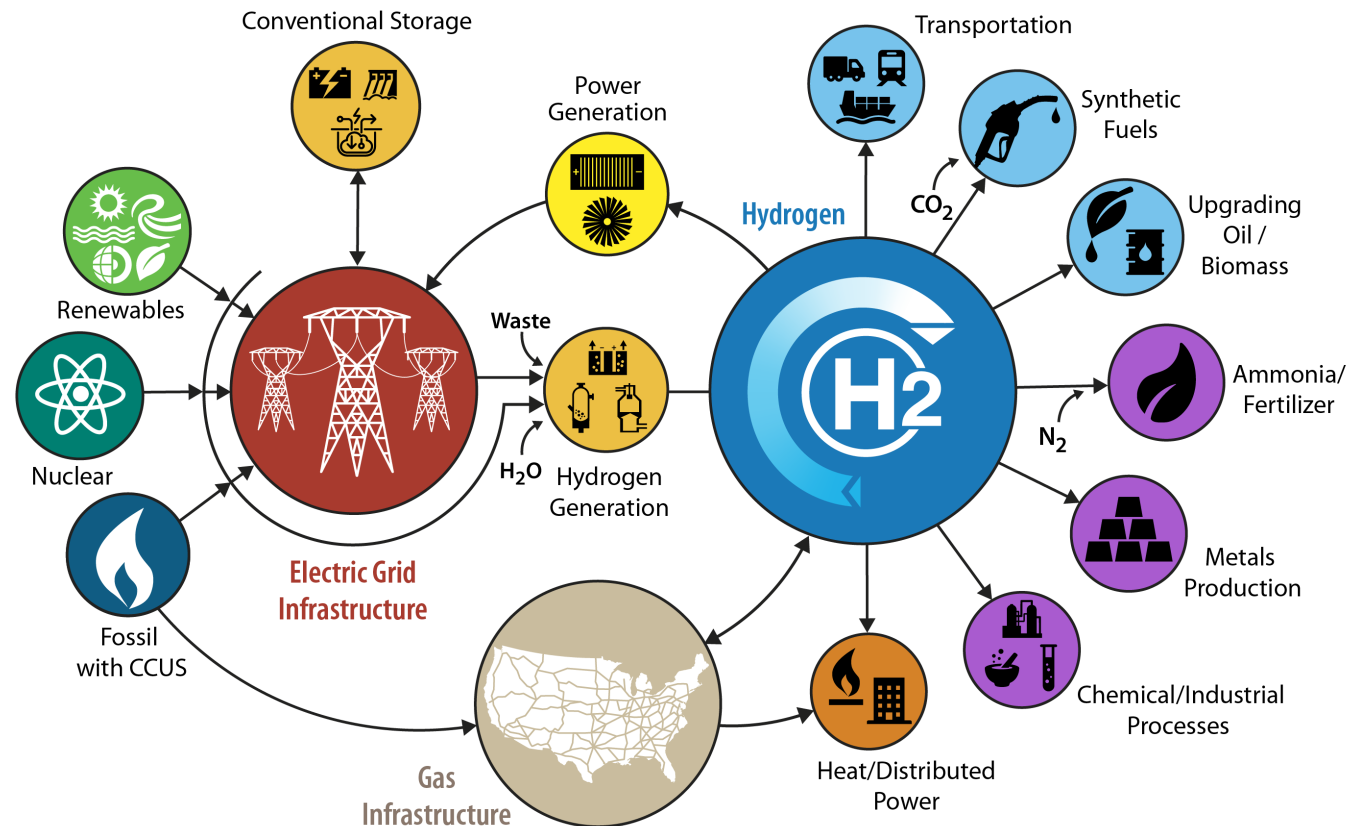 Conventional Storage
Transportation
Power
Generation
Synthetic
Fuels
CO₂
Hydrogen
Upgrading
Oil /
Biomass
Renewables
Waste
H2
Ammonia/
Fertilizer
N₂
Nuclear
H₂O
Hydrogen
Generation
Electric Grid
Infrastructure
Metals
Production
Fossil
with CCUS
Chemical/Industrial
Processes
Gas
Infrastructure
Heat/Distributed
Power